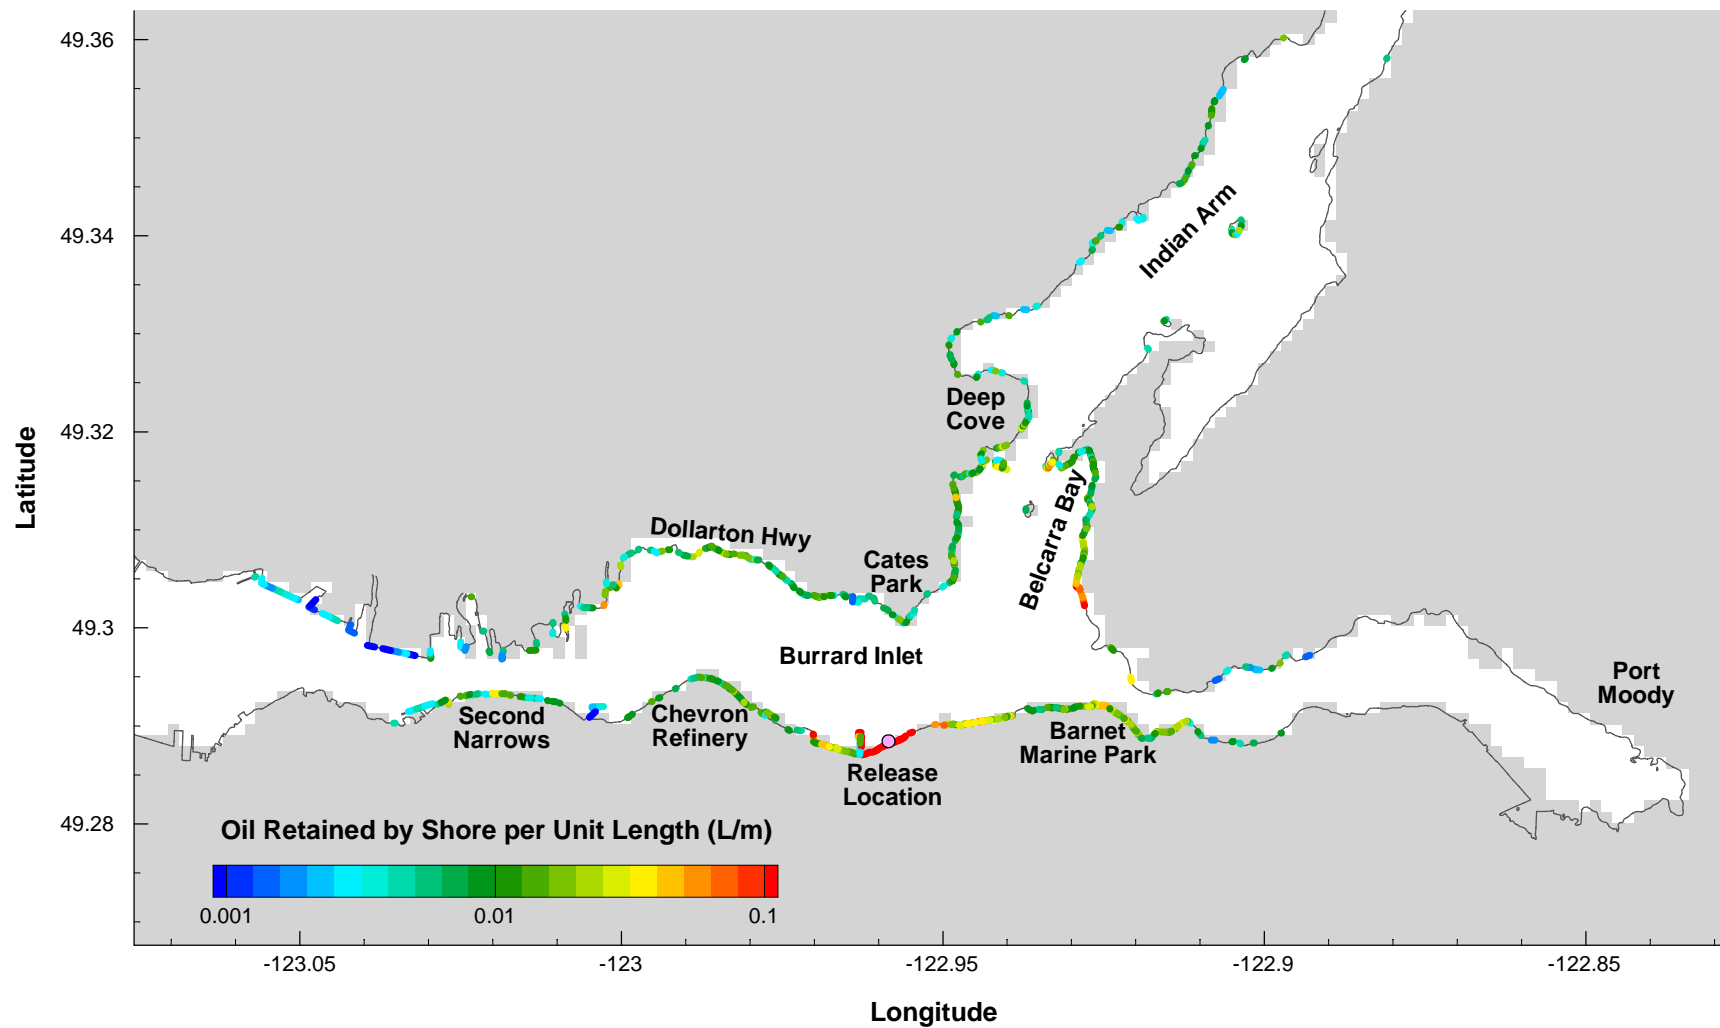 49.36
49.34
49.32
49.3
49.28
Latitude
Indian Arm
Deep
Cove
Belcarra Bay
Dollarton Hwy
Cates
Park
Burrard Inlet
Port
Moody
Second
Narrows
Chevron
Refinery
Barnet
Marine Park
Release
Location
Oil Retained by Shore per Unit Length (L/m)
0.001
0.01
0.1
-123.05
-123
-122.95
-122.9
-122.85
Longitude